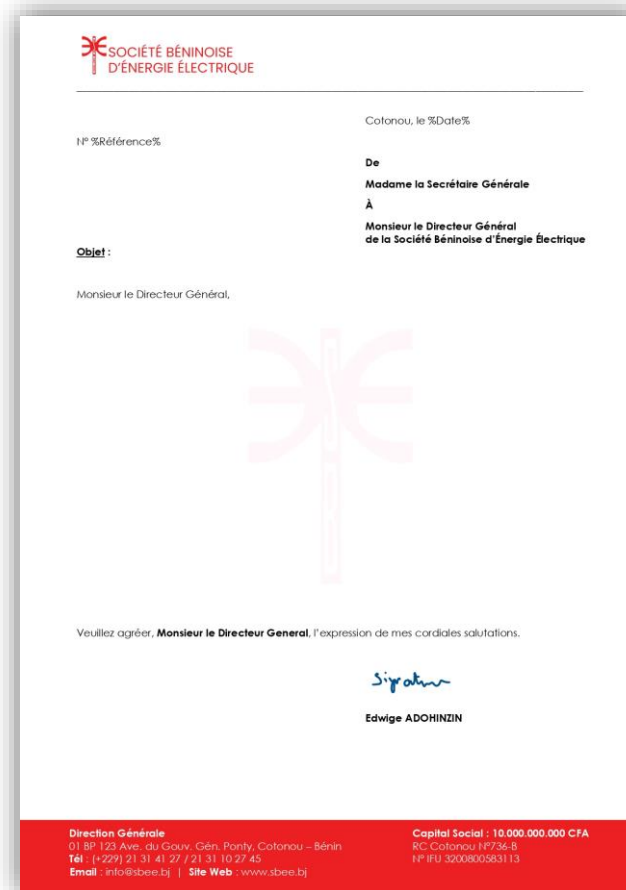 SOCIÉTÉ BÉNINOISE
D'ÉNERGIE ÉLECTRIQUE
Cotonou, le %Date%
N° %Référence%
De
Madame la Secrétaire Générale
À
Monsieur le Directeur Général
de la Société Béninoise d'Énergie Électrique
Objet :
Monsieur le Directeur Général,
Veuillez agréer, Monsieur le Directeur General, l'expression de mes cordiales salutations.
Signature
Edwige ADOHINZIN
Direction Générale
01 BP 123 Ave. du Gouv. Gén. Ponty, Cotonou – Bénin
Tél : (+229) 21 31 41 27 / 21 31 10 27 45
Email : info@sbee.bj | Site Web : www.sbee.bj
Capital Social : 10.000.000.000 CFA
RC Cotonou N°736-B
N° IFU 3200800583113